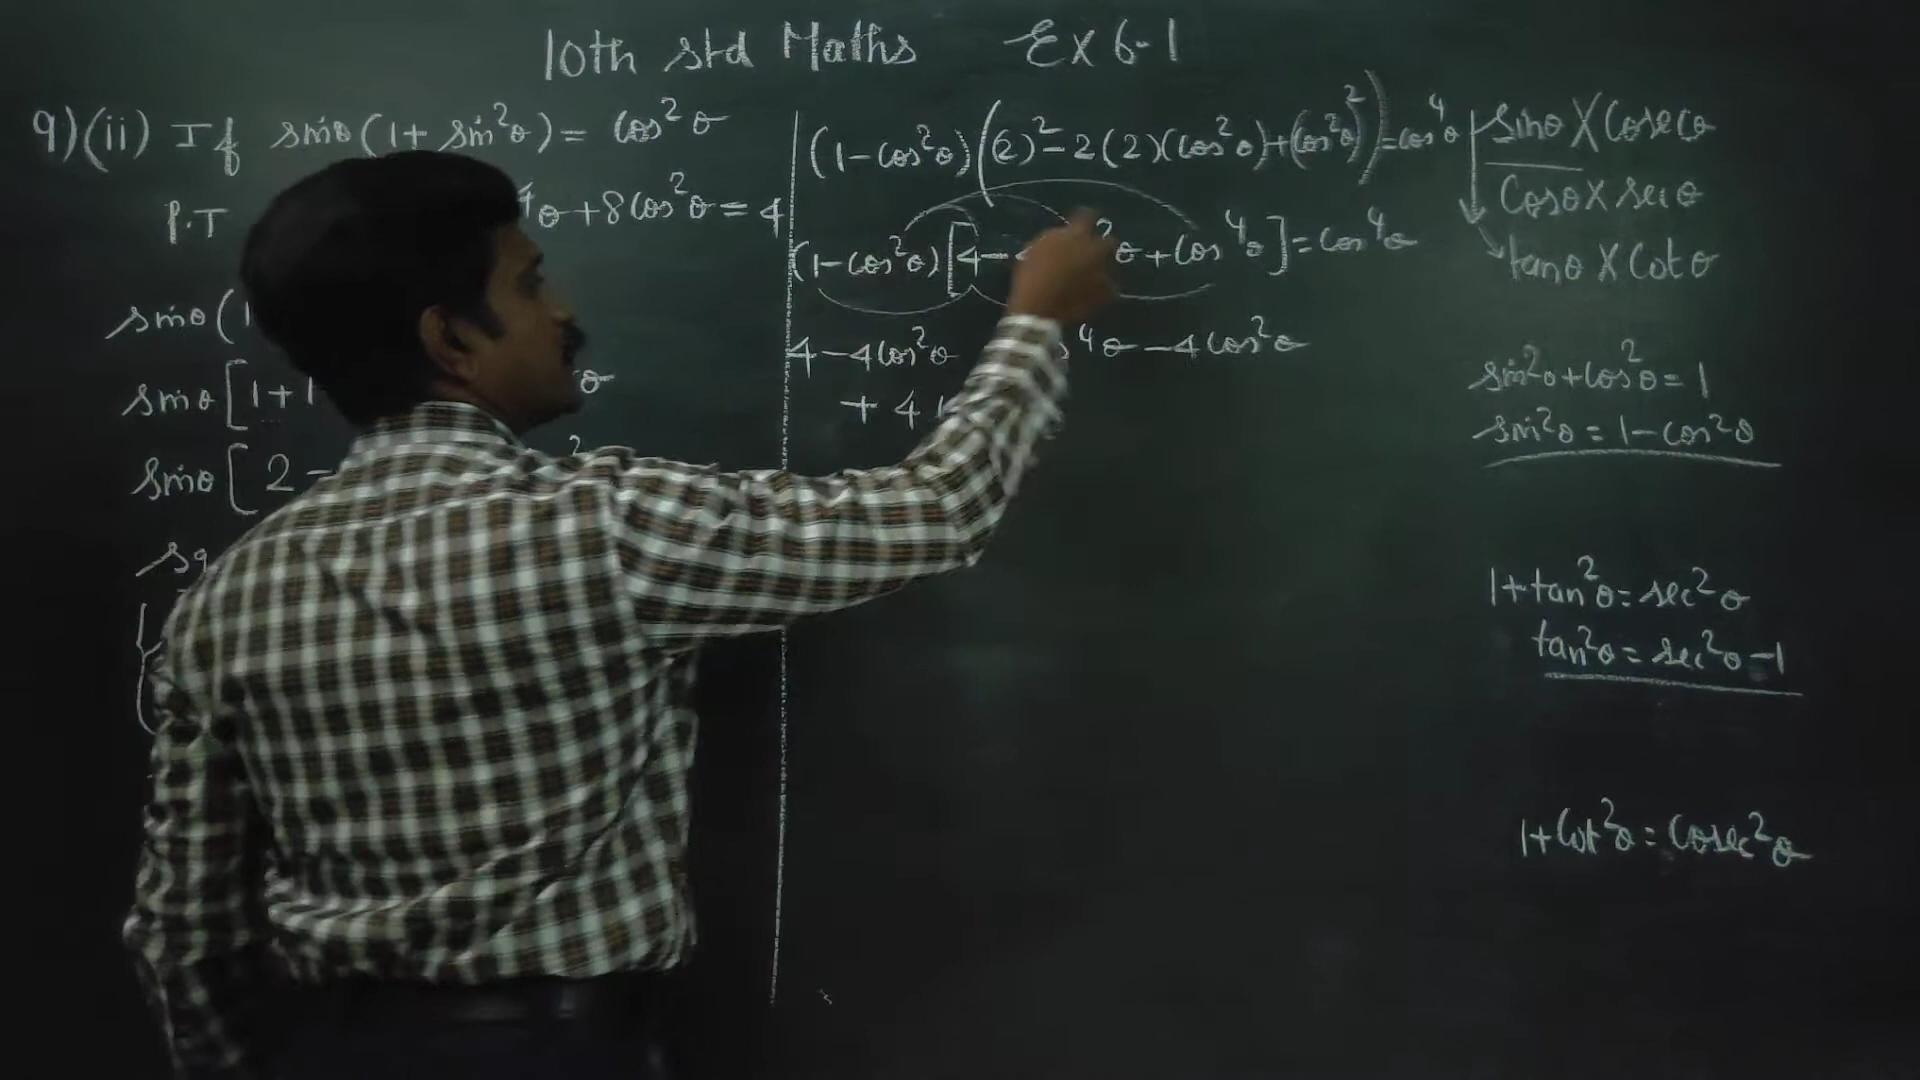 10th std Maths Ex 6-1
9)(ii) If sinθ(1+ sin²θ) = cos²θ
P.T θ+8cos²θ = 4
sinθ(1
sinθ[1+1 θ
sinθ[2- 2
sq
(1-cos²θ)((2)²-2(2)(cos²θ)+(cos²θ)²)=cos⁴θ
(1-cos²θ)[4- ²θ+cos⁴θ]=cos⁴θ
4-4cos²θ ⁴θ-4cos²θ
+ 4
sinθ X cosecθ
cosθ X secθ
tanθ X cotθ
sin²θ+cos²θ=1
sin²θ=1-cos²θ
1+tan²θ=sec²θ
tan²θ=sec²θ-1
1+cot²θ=cosec²θ